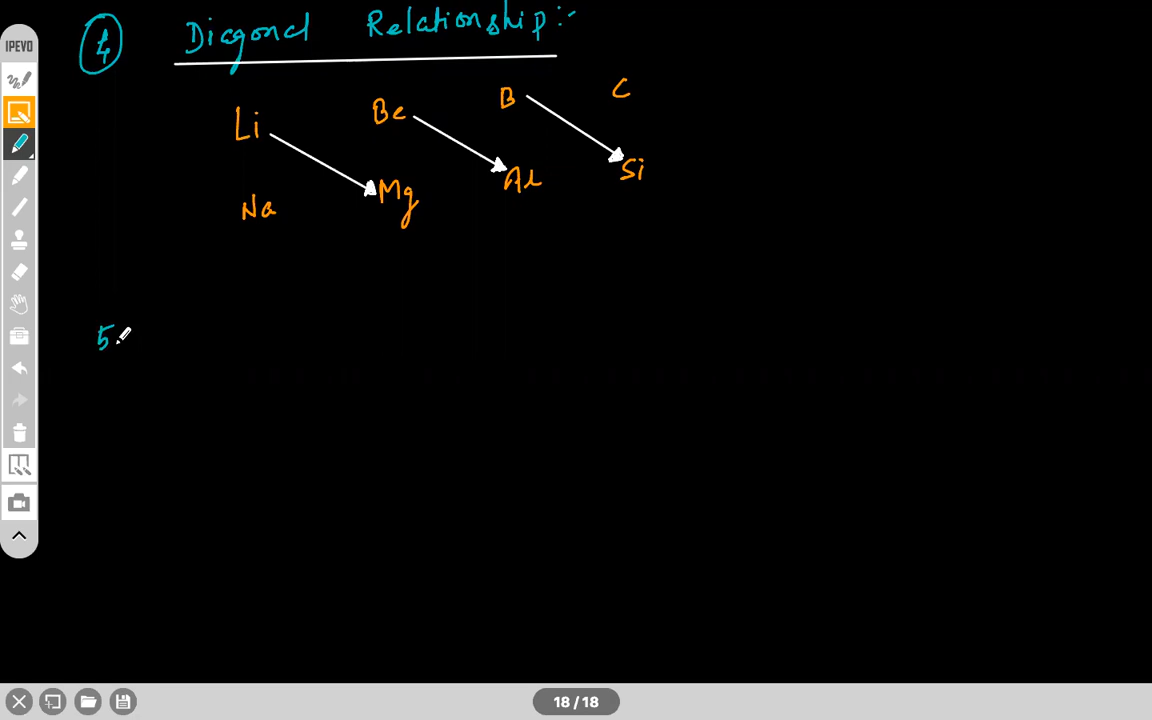 IPEVO
4 Diagonal Relationship:-
Li Be B C
Na Mg Al Si
5
18 / 18